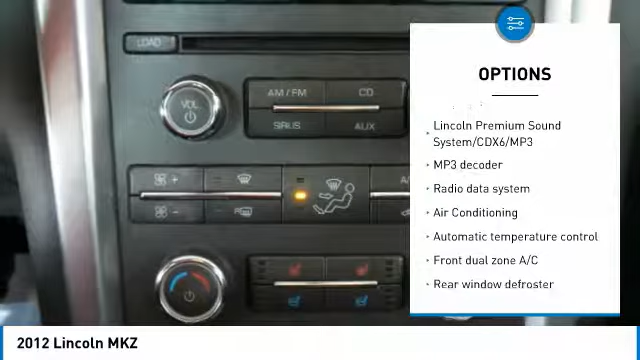 LOAD
VOL
AM / FM
CD
SIRIUS
AUX
OPTIONS
Lincoln Premium Sound
System/CDX6/MP3
MP3 decoder
Radio data system
Air Conditioning
Automatic temperature control
Front dual zone A/C
Rear window defroster
2012 Lincoln MKZ